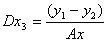 Dx₃ = (y₁ − y₂) / Ax